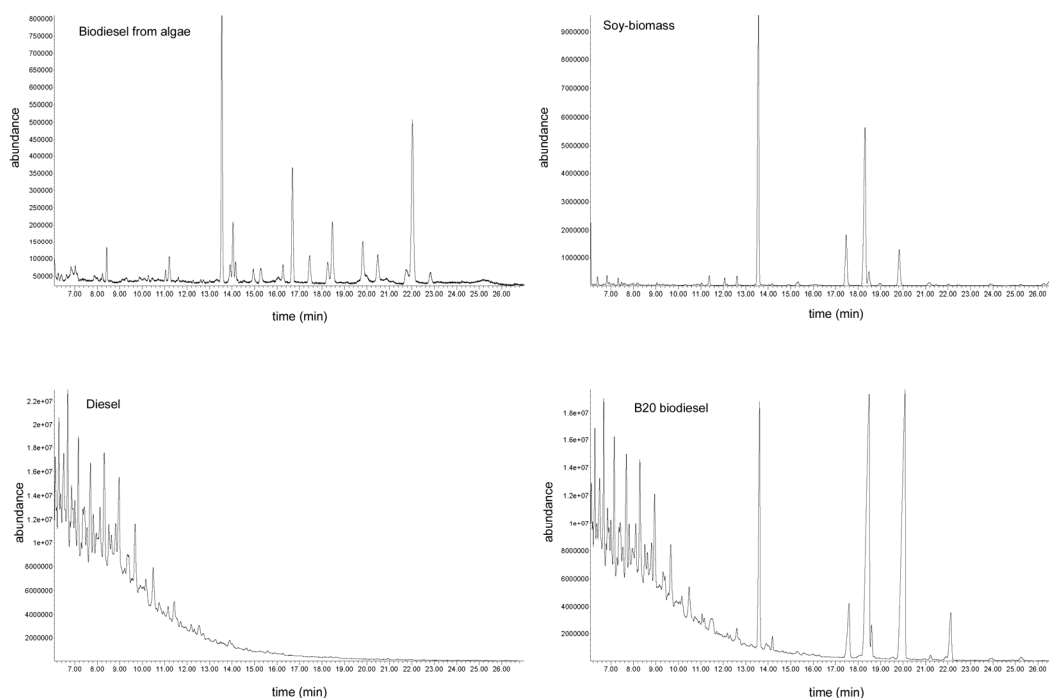 Biodiesel from algae
abundance
800000
750000
700000
650000
600000
550000
500000
450000
400000
350000
300000
250000
200000
150000
100000
50000
7.00 8.00 9.00 10.00 11.00 12.00 13.00 14.00 15.00 16.00 17.00 18.00 19.00 20.00 21.00 22.00 23.00 24.00 25.00 26.00
time (min)
Soy-biomass
abundance
9000000
8000000
7000000
6000000
5000000
4000000
3000000
2000000
1000000
7.00 8.00 9.00 10.00 11.00 12.00 13.00 14.00 15.00 16.00 17.00 18.00 19.00 20.00 21.00 22.00 23.00 24.00 25.00 26.00
time (min)
Diesel
abundance
2.2e+07
2e+07
1.8e+07
1.6e+07
1.4e+07
1.2e+07
1e+07
8000000
6000000
4000000
2000000
7.00 8.00 9.00 10.00 11.00 12.00 13.00 14.00 15.00 16.00 17.00 18.00 19.00 20.00 21.00 22.00 23.00 24.00 25.00 26.00
time (min)
B20 biodiesel
abundance
1.8e+07
1.6e+07
1.4e+07
1.2e+07
1e+07
8000000
6000000
4000000
2000000
7.00 8.00 9.00 10.00 11.00 12.00 13.00 14.00 15.00 16.00 17.00 18.00 19.00 20.00 21.00 22.00 23.00 24.00 25.00 26.00
time (min)